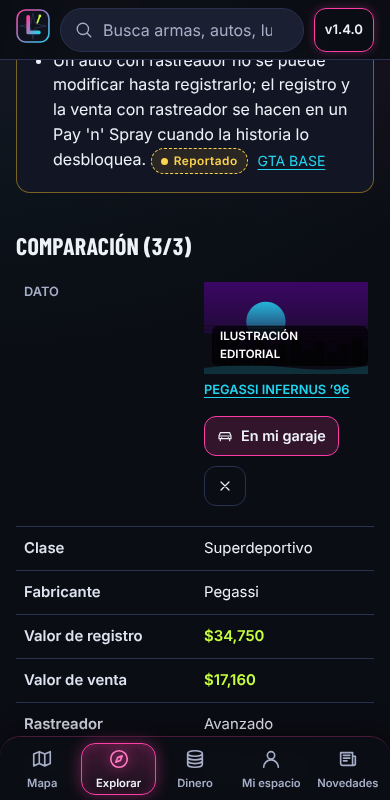 Busca armas, autos, lu
v1.4.0
Un auto con rastreador no se puede
modificar hasta registrarlo; el registro y
la venta con rastreador se hacen en un
Pay 'n' Spray cuando la historia lo
desbloquea. Reportado GTA BASE
COMPARACIÓN (3/3)
DATO
ILUSTRACIÓN
EDITORIAL
PEGASSI INFERNUS ’96
En mi garaje
Clase Superdeportivo
Fabricante Pegassi
Valor de registro $34,750
Valor de venta $17,160
Rastreador Avanzado
Mapa Explorar Dinero Mi espacio Novedades